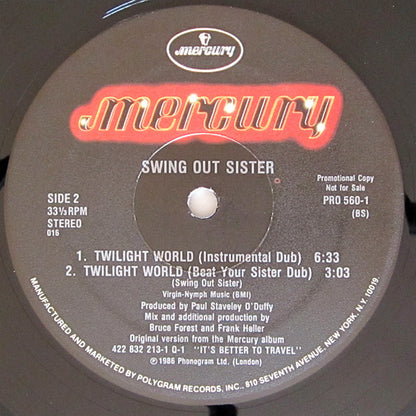 mercury
mercury
SWING OUT SISTER
Promotional Copy
Not for Sale
SIDE 2
33⅓ RPM
STEREO
016
PRO 560-1
(BS)
1. TWILIGHT WORLD (Instrumental Dub) 6:33
2. TWILIGHT WORLD (Beat Your Sister Dub) 3:03
(Swing Out Sister)
Virgin-Nymph Music (BMI)
Produced by Paul Staveley O'Duffy
Mix and additional production by
Bruce Forest and Frank Heller
Original version from the Mercury album
422 832 213-1 Q-1 "IT'S BETTER TO TRAVEL"
℗ 1986 Phonogram Ltd. (London)
MANUFACTURED AND MARKETED BY POLYGRAM RECORDS, INC. 810 SEVENTH AVENUE, NEW YORK, N.Y. 10019.